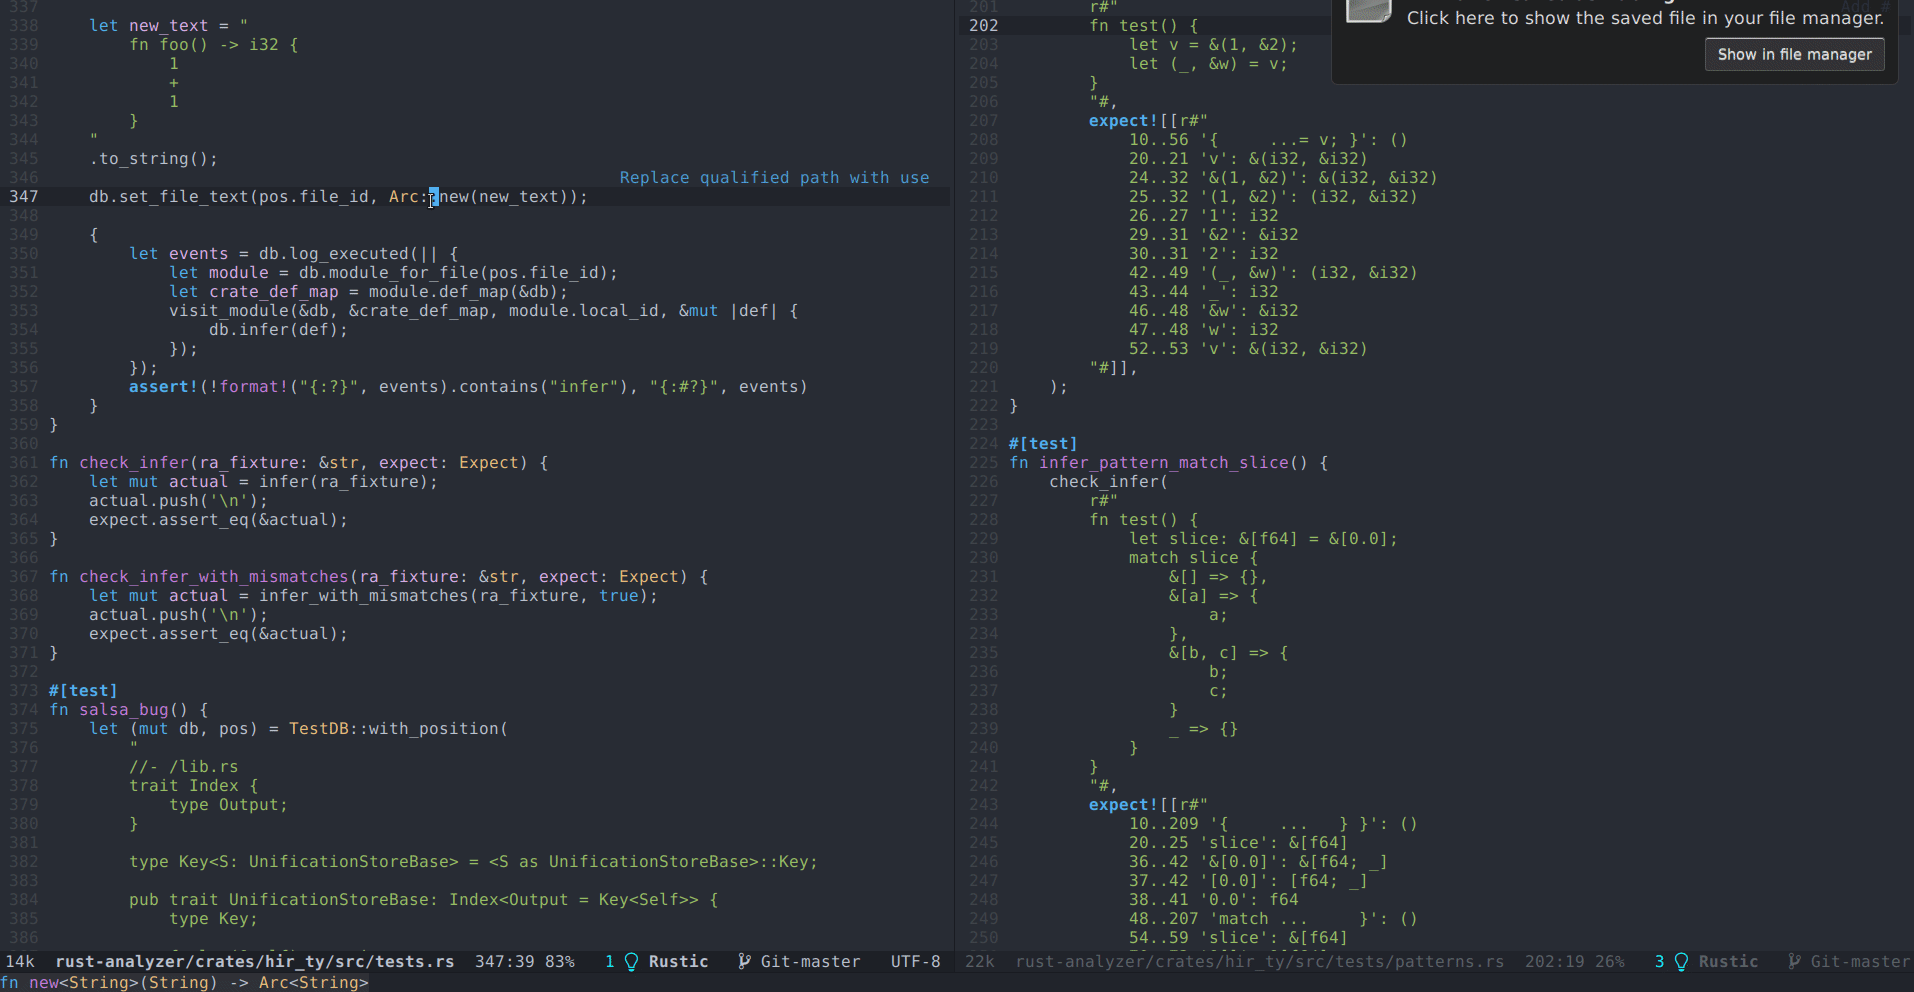 337
338     let new_text = "
339         fn foo() -> i32 {
340             1
341             +
342             1
343         }
344     "
345     .to_string();
346 Replace qualified path with use
347     db.set_file_text(pos.file_id, Arc::new(new_text));
348
349     {
350         let events = db.log_executed(|| {
351             let module = db.module_for_file(pos.file_id);
352             let crate_def_map = module.def_map(&db);
353             visit_module(&db, &crate_def_map, module.local_id, &mut |def| {
354                 db.infer(def);
355             });
356         });
357         assert!(!format!("{:?}", events).contains("infer"), "{:#?}", events)
358     }
359 }
360
361 fn check_infer(ra_fixture: &str, expect: Expect) {
362     let mut actual = infer(ra_fixture);
363     actual.push('\n');
364     expect.assert_eq(&actual);
365 }
366
367 fn check_infer_with_mismatches(ra_fixture: &str, expect: Expect) {
368     let mut actual = infer_with_mismatches(ra_fixture, true);
369     actual.push('\n');
370     expect.assert_eq(&actual);
371 }
372
373 #[test]
374 fn salsa_bug() {
375     let (mut db, pos) = TestDB::with_position(
376         "
377         //- /lib.rs
378         trait Index {
379             type Output;
380         }
381
382         type Key<S: UnificationStoreBase> = <S as UnificationStoreBase>::Key;
383
384         pub trait UnificationStoreBase: Index<Output = Key<Self>> {
385             type Key;
386
14k rust-analyzer/crates/hir_ty/src/tests.rs 347:39 83% 1 Rustic Git-master UTF-8
fn new<String>(String) -> Arc<String>
201         r#"
202         fn test() {
203             let v = &(1, &2);
204             let (_, &w) = v;
205         }
206         "#,
207         expect![[r#"
208             10..56 '{     ...= v; }': ()
209             20..21 'v': &(i32, &i32)
210             24..32 '&(1, &2)': &(i32, &i32)
211             25..32 '(1, &2)': (i32, &i32)
212             26..27 '1': i32
213             29..31 '&2': &i32
214             30..31 '2': i32
215             42..49 '(_, &w)': (i32, &i32)
216             43..44 '_': i32
217             46..48 '&w': &i32
218             47..48 'w': i32
219             52..53 'v': &(i32, &i32)
220         "#]],
221     );
222 }
223
224 #[test]
225 fn infer_pattern_match_slice() {
226     check_infer(
227         r#"
228         fn test() {
229             let slice: &[f64] = &[0.0];
230             match slice {
231                 &[] => {},
232                 &[a] => {
233                     a;
234                 },
235                 &[b, c] => {
236                     b;
237                     c;
238                 }
239                 _ => {}
240             }
241         }
242         "#,
243         expect![[r#"
244             10..209 '{     ...   } }': ()
245             20..25 'slice': &[f64]
246             36..42 '&[0.0]': &[f64; _]
247             37..42 '[0.0]': [f64; _]
248             38..41 '0.0': f64
249             48..207 'match ...     }': ()
250             54..59 'slice': &[f64]
22k rust-analyzer/crates/hir_ty/src/tests/patterns.rs 202:19 26% 3 Rustic Git-master
Add #
Click here to show the saved file in your file manager.
Show in file manager